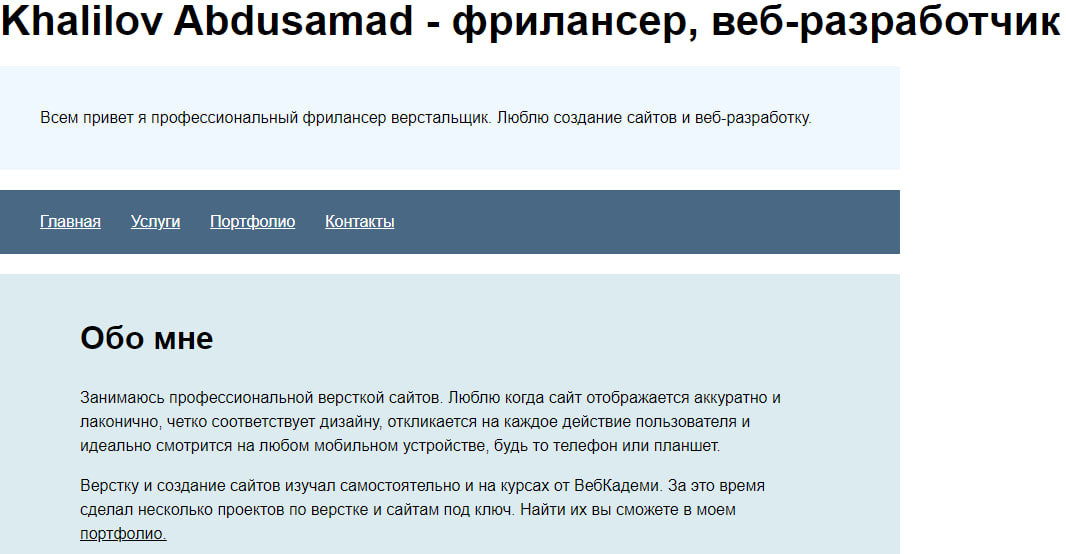 Khalilov Abdusamad - фрилансер, веб-разработчик
Всем привет я профессиональный фрилансер верстальщик. Люблю создание сайтов и веб-разработку.
Главная Услуги Портфолио Контакты
Обо мне
Занимаюсь профессиональной версткой сайтов. Люблю когда сайт отображается аккуратно и
лаконично, четко соответствует дизайну, откликается на каждое действие пользователя и
идеально смотрится на любом мобильном устройстве, будь то телефон или планшет.
Верстку и создание сайтов изучал самостоятельно и на курсах от ВебКадеми. За это время
сделал несколько проектов по верстке и сайтам под ключ. Найти их вы сможете в моем
портфолио.